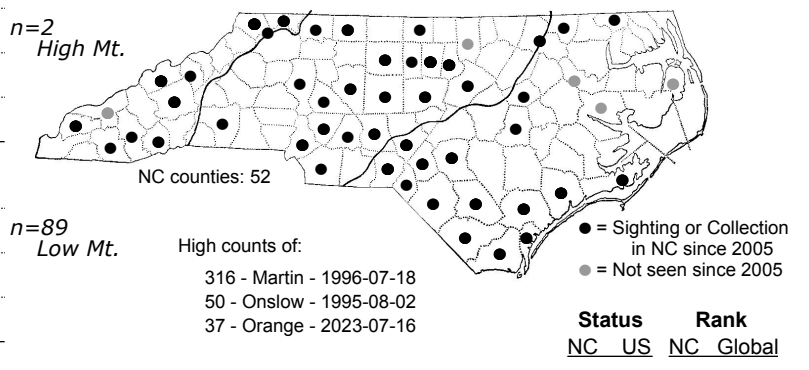 n=2
High Mt.
NC counties: 52
n=89
Low Mt.
High counts of:
316 - Martin - 1996-07-18
50 - Onslow - 1995-08-02
37 - Orange - 2023-07-16
= Sighting or Collection
in NC since 2005
= Not seen since 2005
Status Rank
NC US NC Global